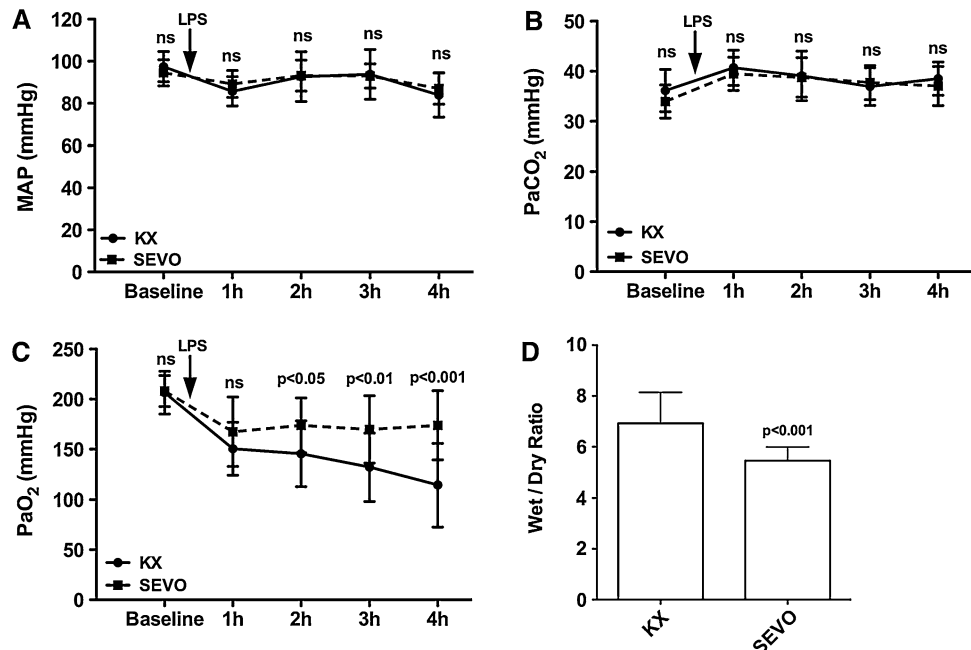 A
MAP (mmHg)
120
100
80
60
40
20
0
LPS
ns
ns
ns
ns
ns
KX
SEVO
Baseline 1h 2h 3h 4h
B
PaCO2 (mmHg)
50
40
30
20
10
0
LPS
ns
ns
ns
ns
ns
KX
SEVO
Baseline 1h 2h 3h 4h
C
PaO2 (mmHg)
250
200
150
100
50
0
LPS
ns
ns
p<0.05
p<0.01
p<0.001
KX
SEVO
Baseline 1h 2h 3h 4h
D
Wet / Dry Ratio
10
8
6
4
2
0
p<0.001
KX
SEVO